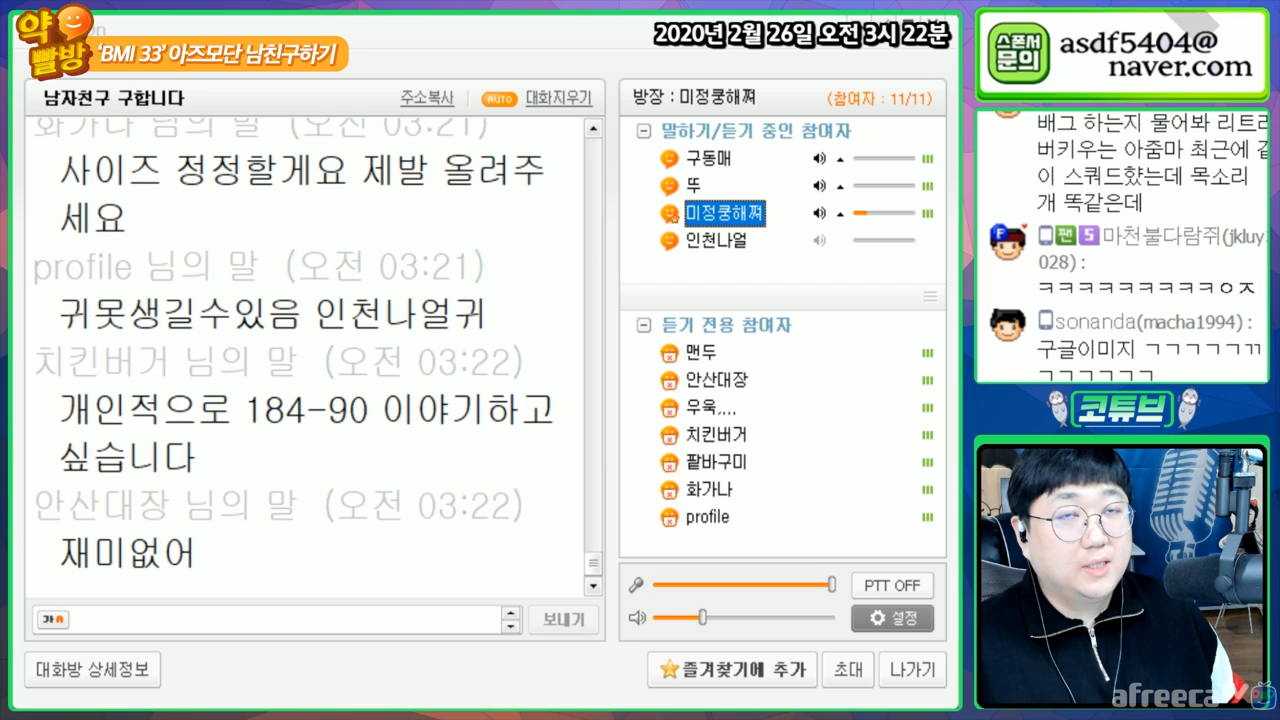 약
빨방
'BMI 33' 아즈모단 남친구하기
2020년 2월 26일 오전 3시 22분
남자친구 구합니다
주소복사
AUTO 대화지우기
화가나 님의 말 (오전 03:21)
사이즈 정정할게요 제발 올려주
세요
profile 님의 말 (오전 03:21)
귀못생길수있음 인천나얼귀
치킨버거 님의 말 (오전 03:22)
개인적으로 184-90 이야기하고
싶습니다
안산대장 님의 말 (오전 03:22)
재미없어
가A
보내기
대화방 상세정보
방장 : 미정쿵해쪄
(참여자 : 11/11)
말하기/듣기 중인 참여자
구동매
뚜
미정쿵해쪄
인천나얼
듣기 전용 참여자
맨두
안산대장
우욱,...
치킨버거
팥바구미
화가나
profile
PTT OFF
설정
즐겨찾기에 추가
초대
나가기
스폰서
문의
asdf5404@
naver.com
배그 하는지 물어봐 리트리
버키우는 아줌마 최근에 같
이 스쿼드햤는데 목소리
개 똑같은데
팬 S 마천불다람쥐(jkluy
028) :
ㅋㅋㅋㅋㅋㅋㅋㅋㅋㅇㅈ
sonanda(macha1994) :
구글이미지 ㄱㄱㄱㄱㄱㄲ
ㄱㄱㄱㄱㄱㄱ
코튜브
afreecaTV